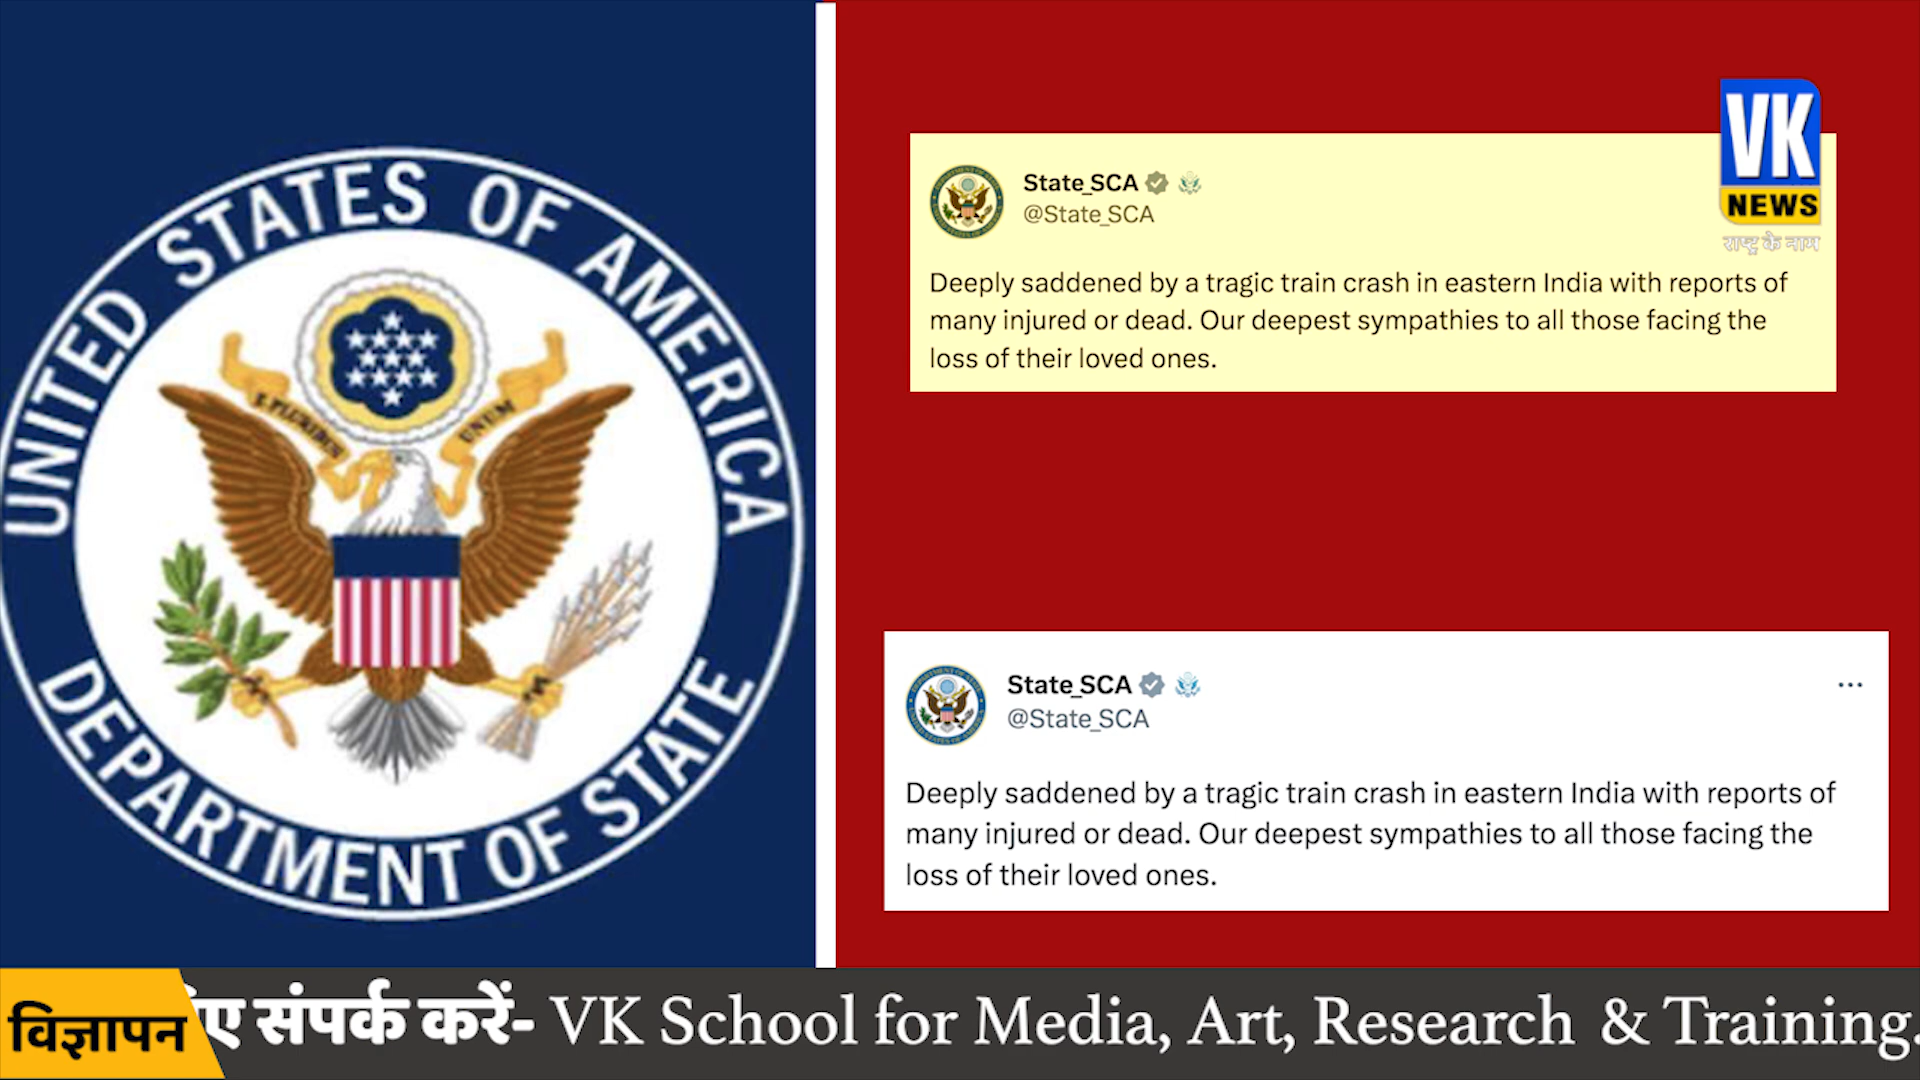 UNITED STATES OF AMERICA
E PLURIBUS UNUM
DEPARTMENT OF STATE
State_SCA
@State_SCA
Deeply saddened by a tragic train crash in eastern India with reports of
many injured or dead. Our deepest sympathies to all those facing the
loss of their loved ones.
VK
NEWS
राष्ट्र के नाम
State_SCA
@State_SCA
Deeply saddened by a tragic train crash in eastern India with reports of
many injured or dead. Our deepest sympathies to all those facing the
loss of their loved ones.
विज्ञापन
संपर्क करें- VK School for Media, Art, Research & Training.